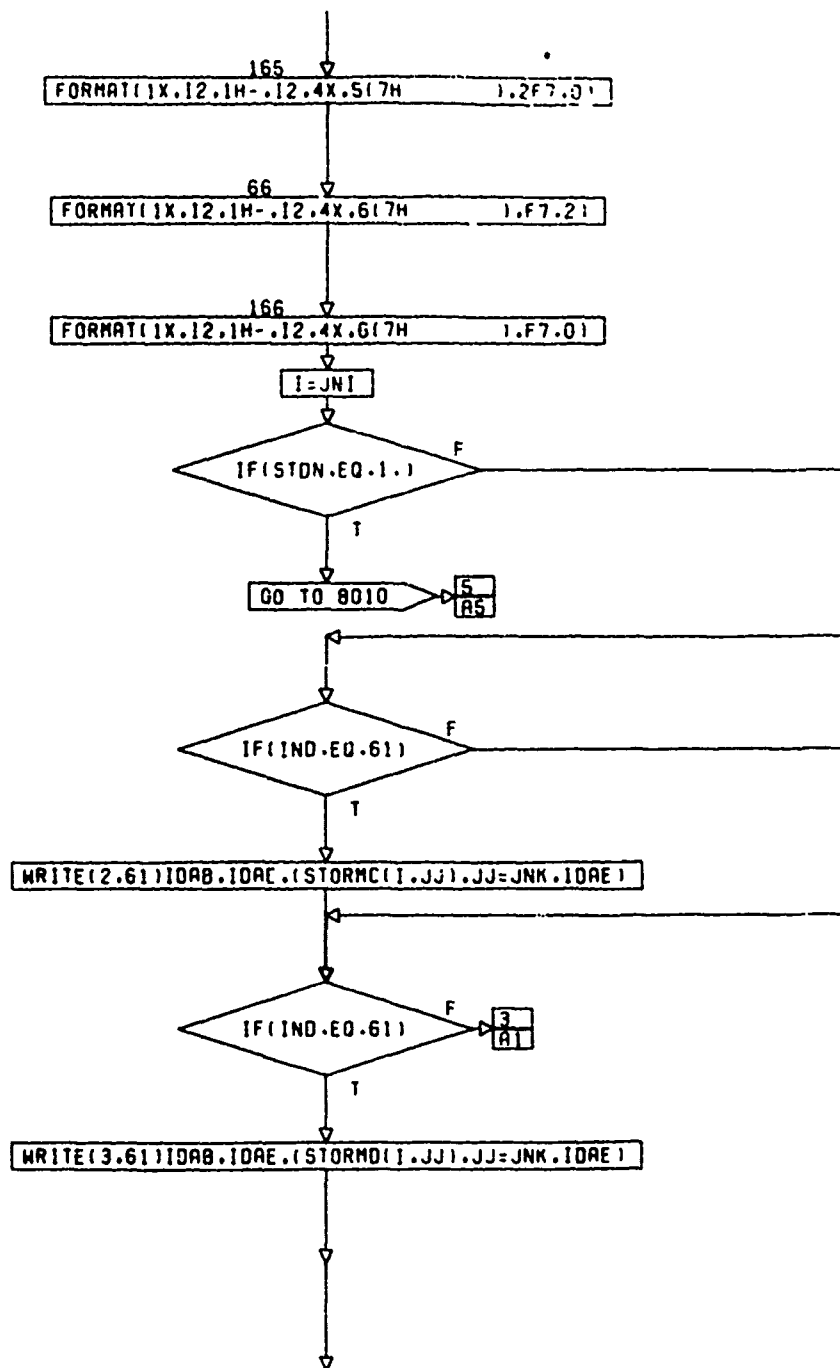 165
FORMAT(1X.I2.1H-.I2.4X.5(7H ).2F7.0)
66
FORMAT(1X.I2.1H-.I2.4X.6(7H ).F7.2)
166
FORMAT(1X.I2.1H-.I2.4X.6(7H ).F7.0)
I=JNI
IF(STDN.EQ.1.)
F
T
GO TO 8010
5
A5
IF(IND.EQ.61)
F
T
WRITE(2.61)IDAB.IDAE.(STORMC(I.JJ).JJ=JNK.IDAE)
IF(IND.EQ.61)
F
3
A1
T
WRITE(3.61)IDAB.IDAE.(STORMD(I.JJ).JJ=JNK.IDAE)